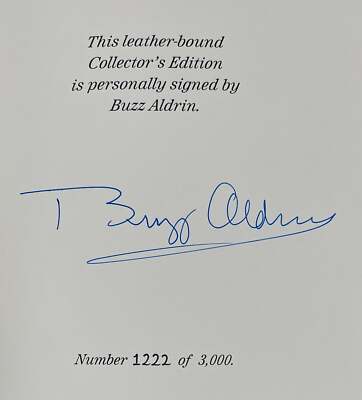 This leather-bound
Collector's Edition
is personally signed by
Buzz Aldrin.
Buzz Aldrin
Number 1222 of 3,000.